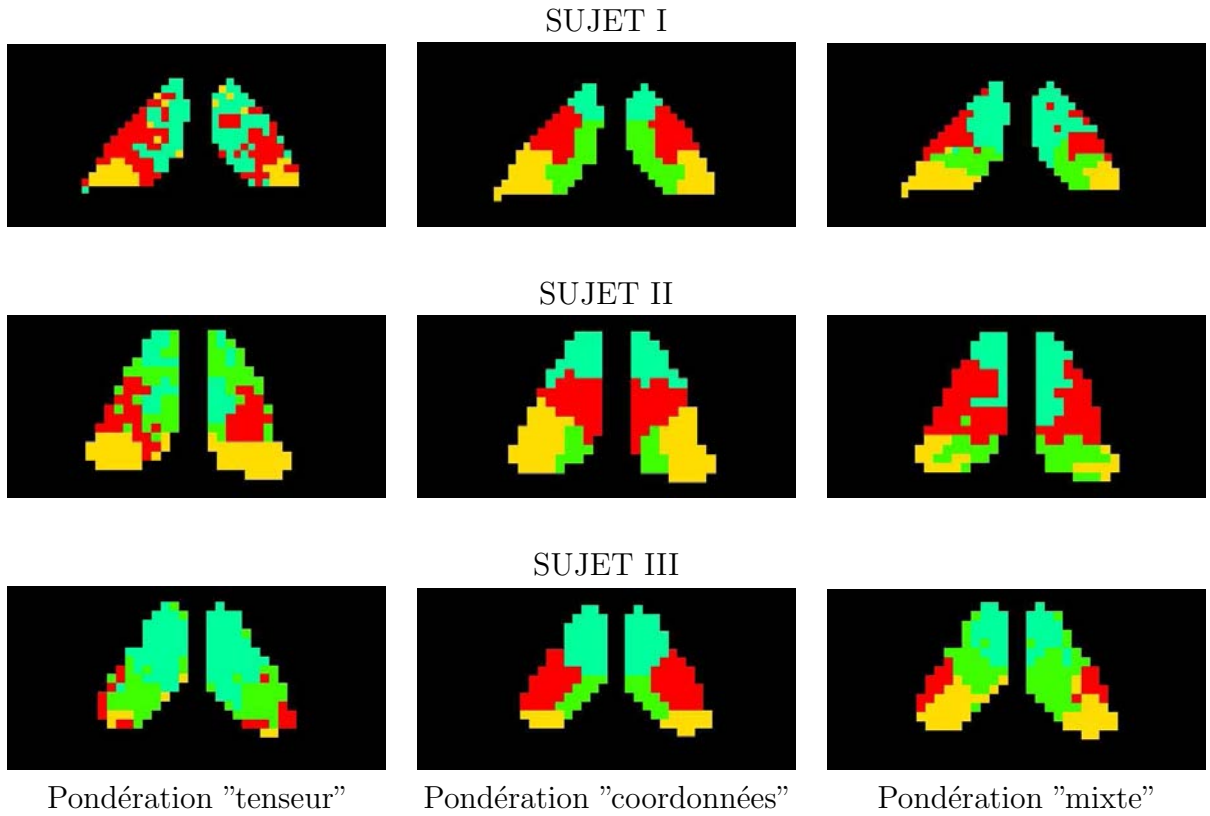 SUJET I
SUJET II
SUJET III
Pondération ”tenseur”
Pondération ”coordonnées”
Pondération ”mixte”